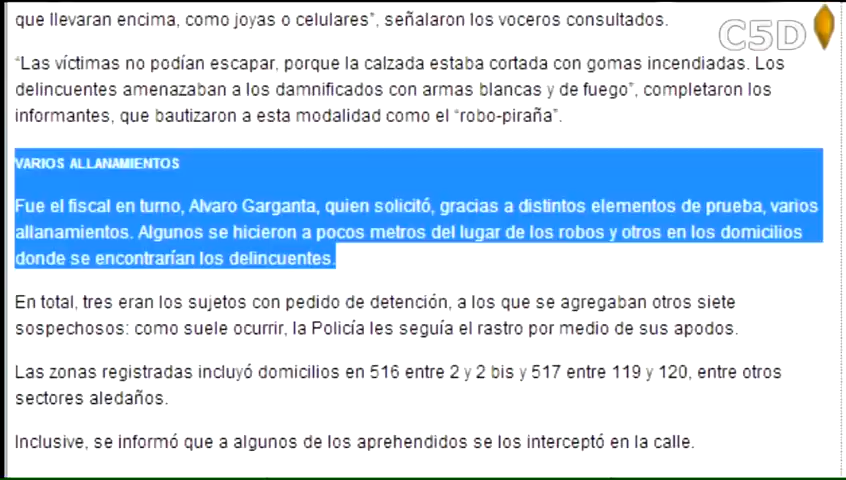 que llevaran encima, como joyas o celulares", señalaron los voceros consultados.
C5D
"Las víctimas no podían escapar, porque la calzada estaba cortada con gomas incendiadas. Los
delincuentes amenazaban a los damnificados con armas blancas y de fuego", completaron los
informantes, que bautizaron a esta modalidad como el "robo-piraña".
VARIOS ALLANAMIENTOS
Fue el fiscal en turno, Alvaro Garganta, quien solicitó, gracias a distintos elementos de prueba, varios
allanamientos. Algunos se hicieron a pocos metros del lugar de los robos y otros en los domicilios
donde se encontrarían los delincuentes.
En total, tres eran los sujetos con pedido de detención, a los que se agregaban otros siete
sospechosos: como suele ocurrir, la Policía les seguía el rastro por medio de sus apodos.
Las zonas registradas incluyó domicilios en 516 entre 2 y 2 bis y 517 entre 119 y 120, entre otros
sectores aledaños.
Inclusive, se informó que a algunos de los aprehendidos se los interceptó en la calle.